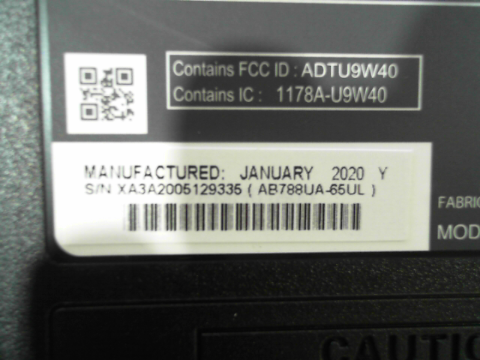 Contains FCC ID : ADTU9W40
Contains IC : 1178A-U9W40
MANUFACTURED: JANUARY 2020 Y
S/N XA3A2005129335 ( AB788UA-65UL )
FABRIC
MOD
CAUTIO